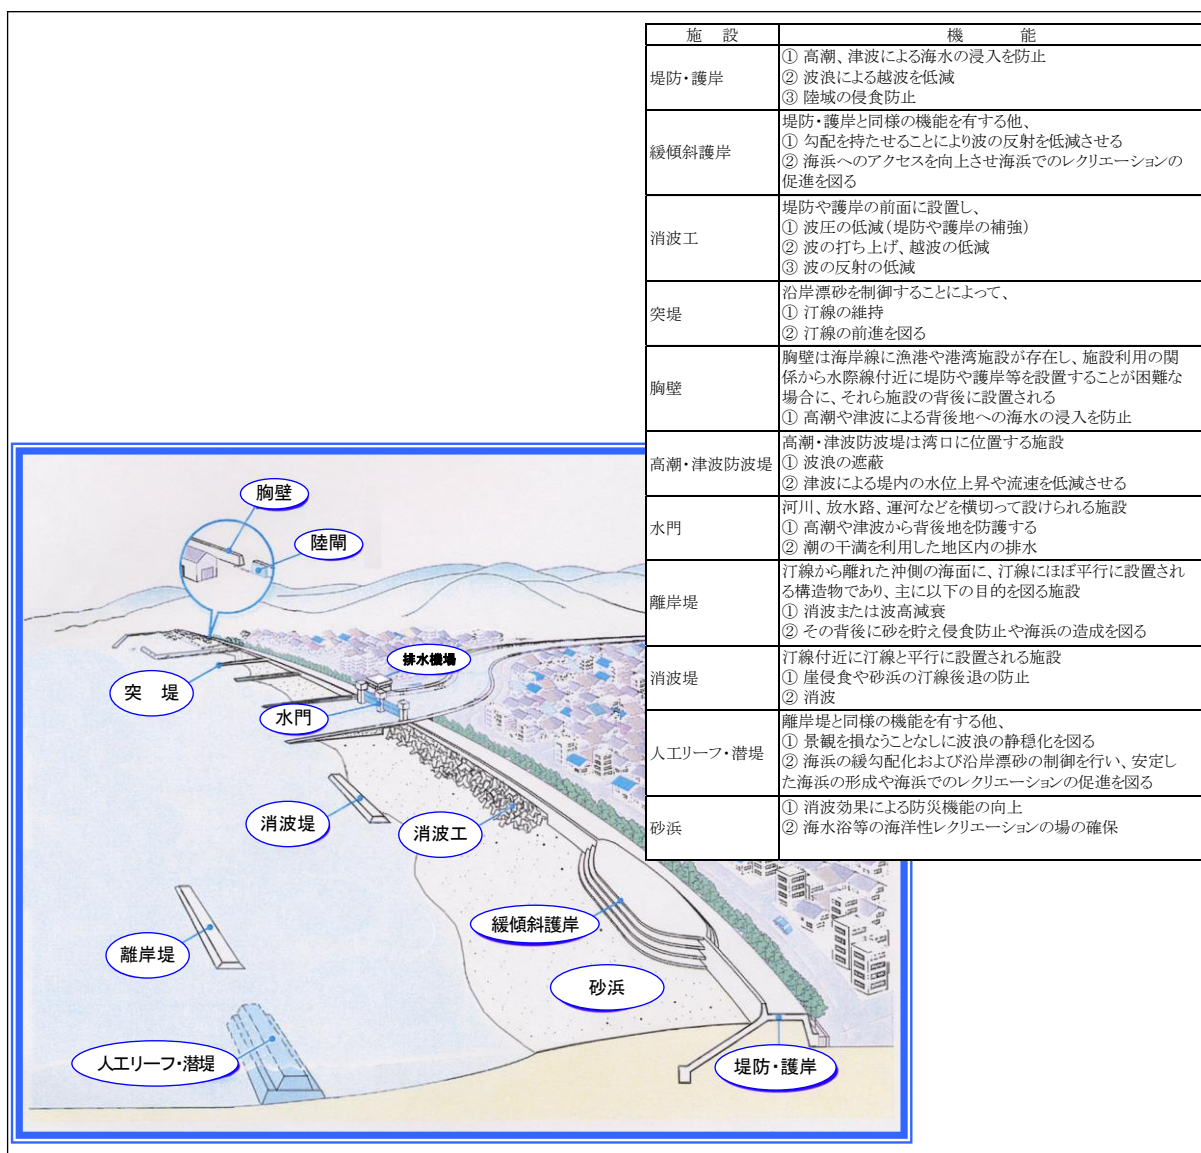 施 設 機 能
堤防・護岸
① 高潮、津波による海水の浸入を防止
② 波浪による越波を低減
③ 陸域の侵食防止
緩傾斜護岸
堤防・護岸と同様の機能を有する他、
① 勾配を持たせることにより波の反射を低減させる
② 海浜へのアクセスを向上させ海浜でのレクリエーションの
促進を図る
消波工
堤防や護岸の前面に設置し、
① 波圧の低減(堤防や護岸の補強)
② 波の打ち上げ、越波の低減
③ 波の反射の低減
突堤
沿岸漂砂を制御することによって、
① 汀線の維持
② 汀線の前進を図る
胸壁
胸壁は海岸線に漁港や港湾施設が存在し、施設利用の関
係から水際線付近に堤防や護岸等を設置することが困難な
場合に、それら施設の背後に設置される
① 高潮や津波による背後地への海水の浸入を防止
高潮・津波防波堤
高潮・津波防波堤は湾口に位置する施設
① 波浪の遮蔽
② 津波による堤内の水位上昇や流速を低減させる
水門
河川、放水路、運河などを横切って設けられる施設
① 高潮や津波から背後地を防護する
② 潮の干満を利用した地区内の排水
離岸堤
汀線から離れた沖側の海面に、汀線にほぼ平行に設置され
る構造物であり、主に以下の目的を図る施設
① 消波または波高減衰
② その背後に砂を貯え侵食防止や海浜の造成を図る
消波堤
汀線付近に汀線と平行に設置される施設
① 崖侵食や砂浜の汀線後退の防止
② 消波
人工リーフ・潜堤
離岸堤と同様の機能を有する他、
① 景観を損なうことなしに波浪の静穏化を図る
② 海浜の緩勾配化および沿岸漂砂の制御を行い、安定し
た海浜の形成や海浜でのレクリエーションの促進を図る
砂浜
① 消波効果による防災機能の向上
② 海水浴等の海洋性レクリエーションの場の確保
胸壁
陸閘
排水機場
突 堤
水門
消波堤
消波工
緩傾斜護岸
離岸堤
砂浜
人工リーフ・潜堤
堤防・護岸